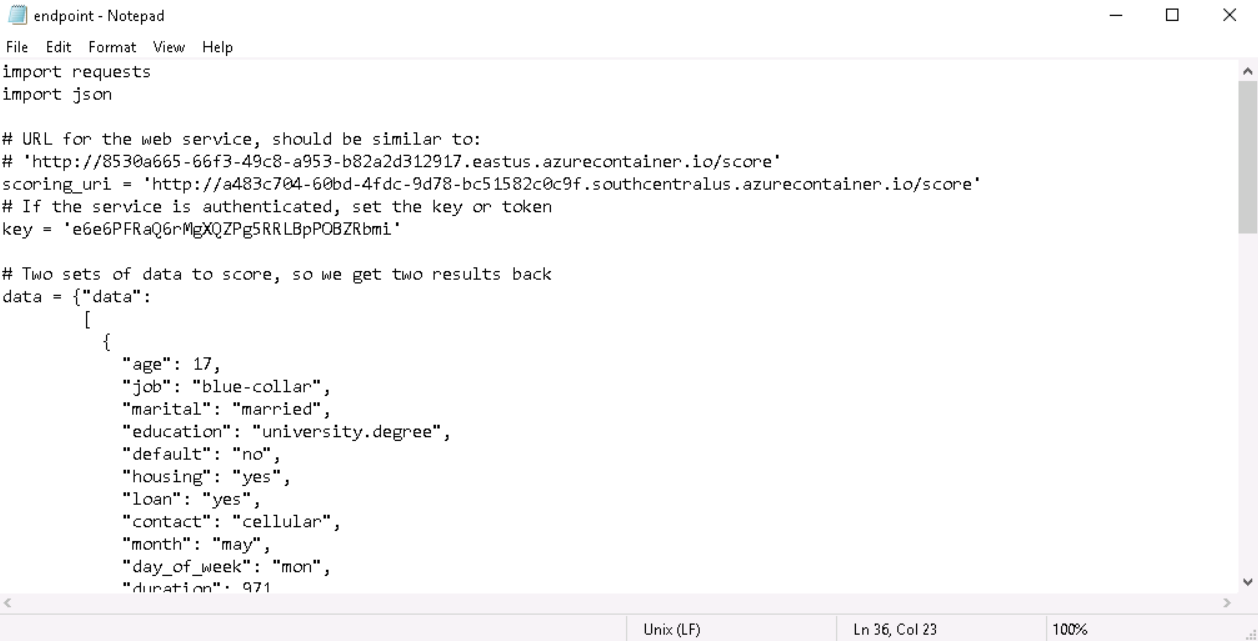 endpoint - Notepad
File Edit Format View Help
import requests
import json
# URL for the web service, should be similar to:
# 'http://8530a665-66f3-49c8-a953-b82a2d312917.eastus.azurecontainer.io/score'
scoring_uri = 'http://a483c704-60bd-4fdc-9d78-bc51582c0c9f.southcentralus.azurecontainer.io/score'
# If the service is authenticated, set the key or token
key = 'e6e6PFRaQ6rMgXQZPg5RRLBpPOBZRbmi'
# Two sets of data to score, so we get two results back
data = {"data":
[
{
"age": 17,
"job": "blue-collar",
"marital": "married",
"education": "university.degree",
"default": "no",
"housing": "yes",
"loan": "yes",
"contact": "cellular",
"month": "may",
"day_of_week": "mon",
"duration": 971
Unix (LF) Ln 36, Col 23 100%